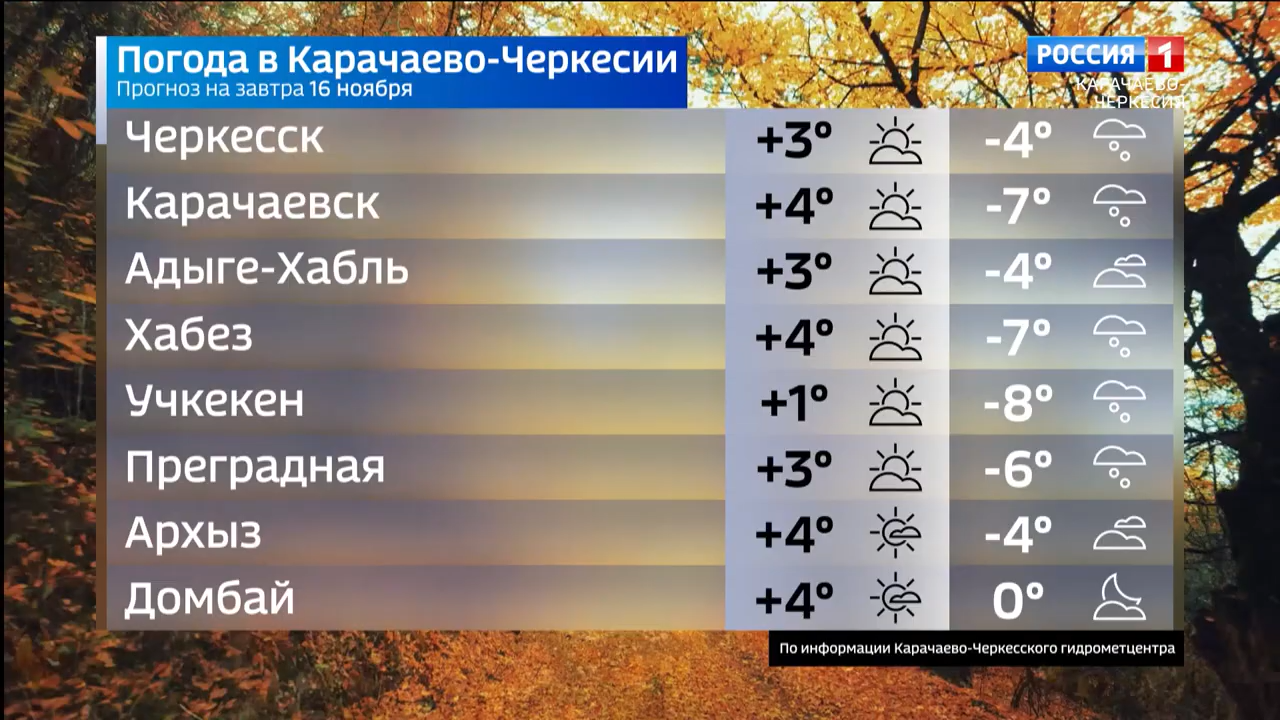 Погода в Карачаево-Черкесии
Прогноз на завтра 16 ноября
РОССИЯ 1
КАРАЧАЕВО-
ЧЕРКЕСИЯ
Черкесск +3° -4°
Карачаевск +4° -7°
Адыге-Хабль +3° -4°
Хабез +4° -7°
Учкекен +1° -8°
Преградная +3° -6°
Архыз +4° -4°
Домбай +4° 0°
По информации Карачаево-Черкесского гидрометцентра